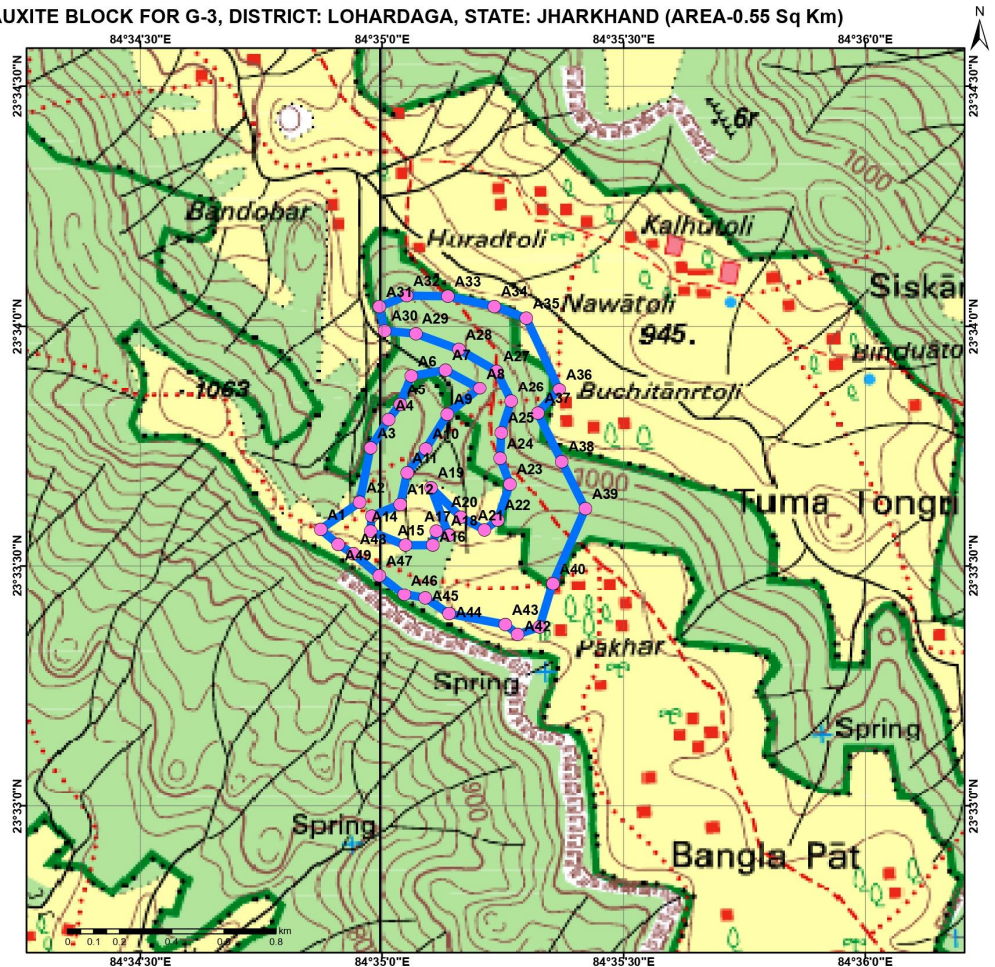 AUXITE BLOCK FOR G-3, DISTRICT: LOHARDAGA, STATE: JHARKHAND (AREA-0.55 Sq Km)
N
84°34'30"E 84°35'0"E 84°35'30"E 84°36'0"E
23°34'30"N 23°34'30"N
6r
1000
Bāndobar
Kalhutoli
Huradtoli
Siskār
A31 A32 A33 A34 A35 Nawātoli
23°34'0"N A30 A29 945. 23°34'0"N
A28 Binduāto
A6 A7 A27
1063 A5 A8 A26 A36 Buchitānrtoli
A4 A9 A25 A37
A3 A10 A24 A38
A11 A19 A23 1000
A2 A12 A20 A22 A39 Tuma Tongri
A1 A14 A17 A18 A21
A48 A15 A16
23°33'30"N A49 23°33'30"N
A47 A40
A46
A45 A44 A43
A42
Pākhar
Spring
Spring
23°33'0"N 900 23°33'0"N
Spring
Bangla Pāt
0 0.1 0.2 0.4 0.6 0.8 km
84°34'30"E 84°35'0"E 84°35'30"E 84°36'0"E